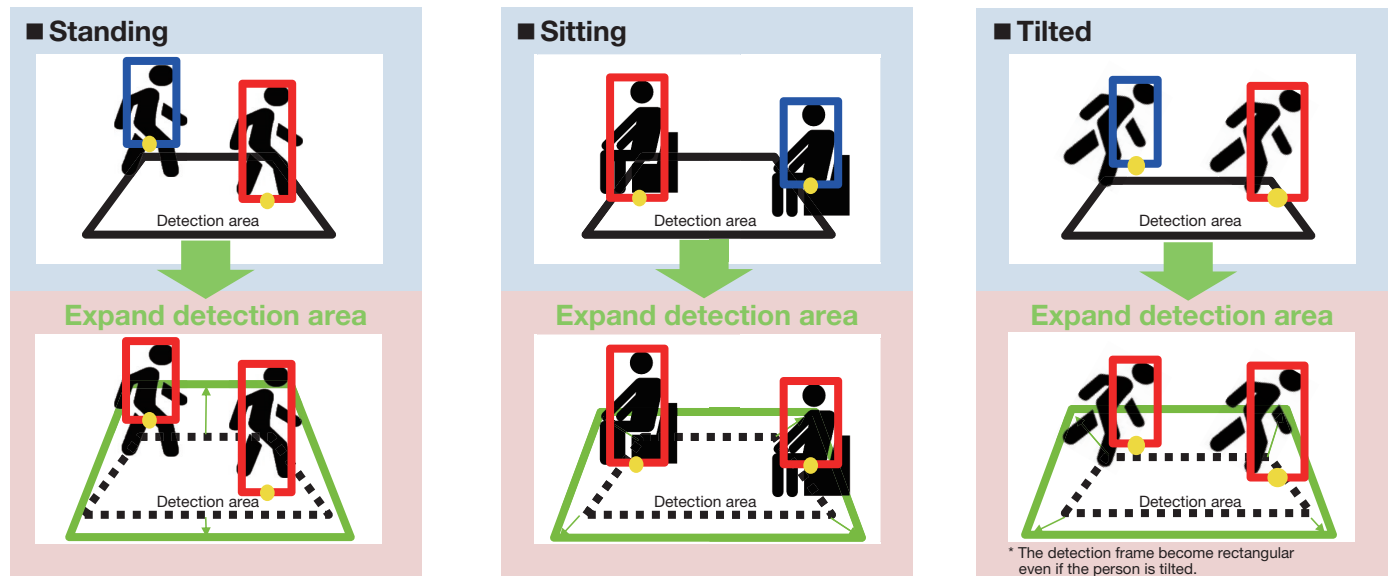 ■ Standing
Detection area
Expand detection area
Detection area
■ Sitting
Detection area
Expand detection area
Detection area
■ Tilted
Detection area
Expand detection area
Detection area
* The detection frame become rectangular
even if the person is tilted.